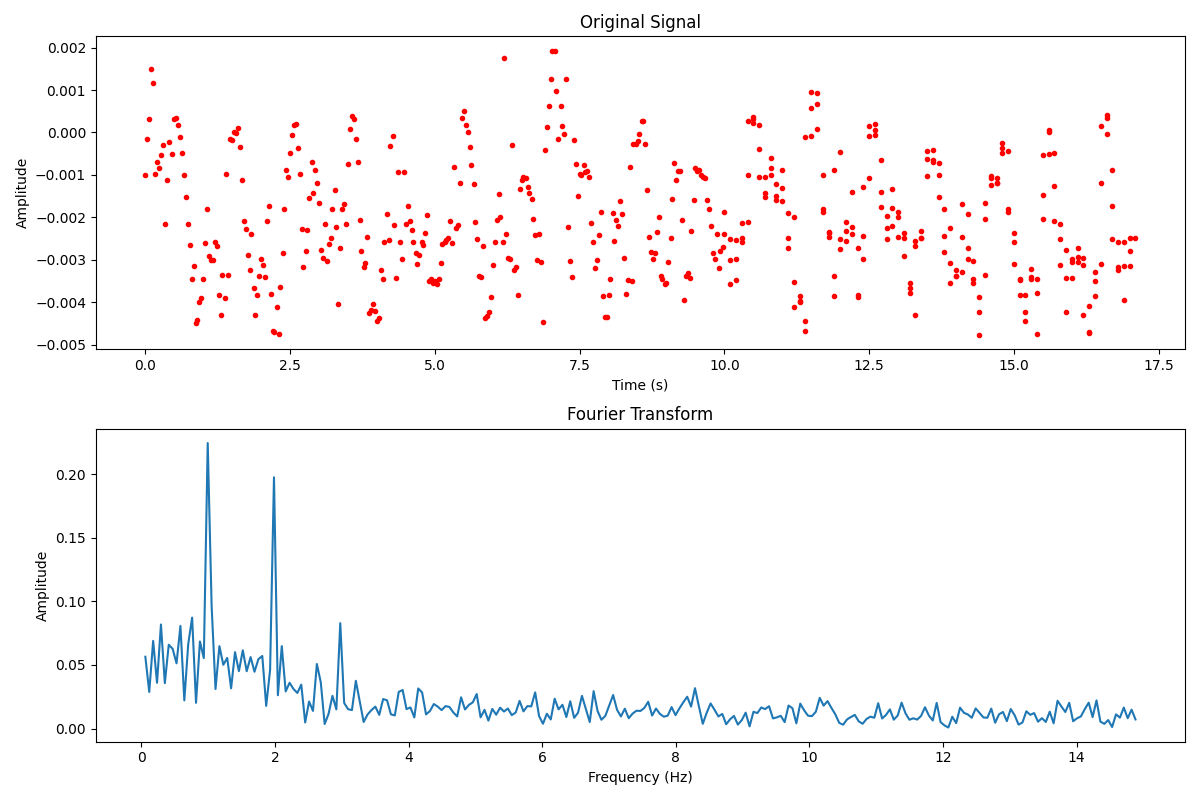 Original Signal
0.002
0.001
0.000
−0.001
−0.002
−0.003
−0.004
−0.005
Amplitude
0.0 2.5 5.0 7.5 10.0 12.5 15.0 17.5
Time (s)
Fourier Transform
0.20
0.15
0.10
0.05
0.00
Amplitude
0 2 4 6 8 10 12 14
Frequency (Hz)